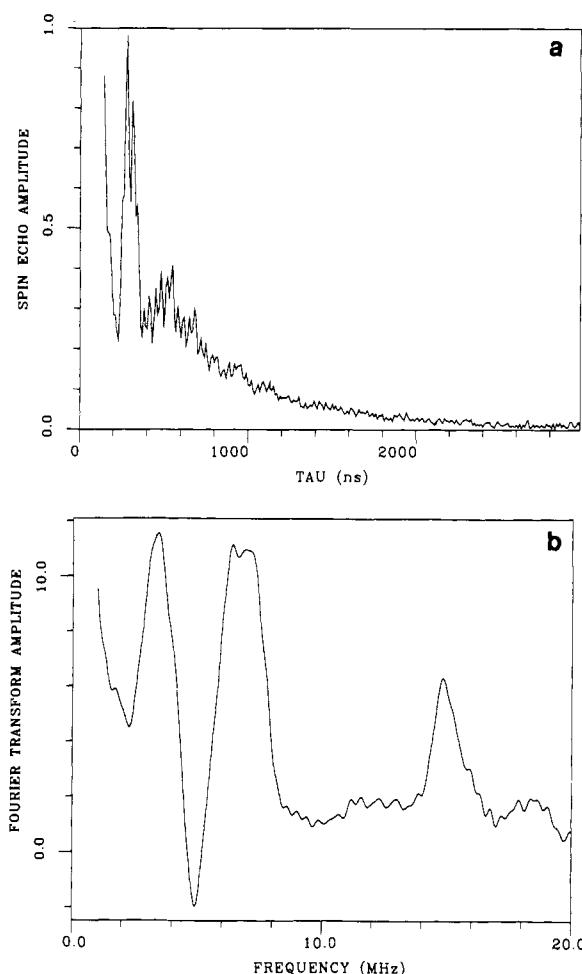 a
1.0
0.5
0.0
SPIN ECHO AMPLITUDE
0 1000 2000
TAU (ns)
b
10.0
0.0
FOURIER TRANSFORM AMPLITUDE
0.0 10.0 20.0
FREQUENCY (MHz)